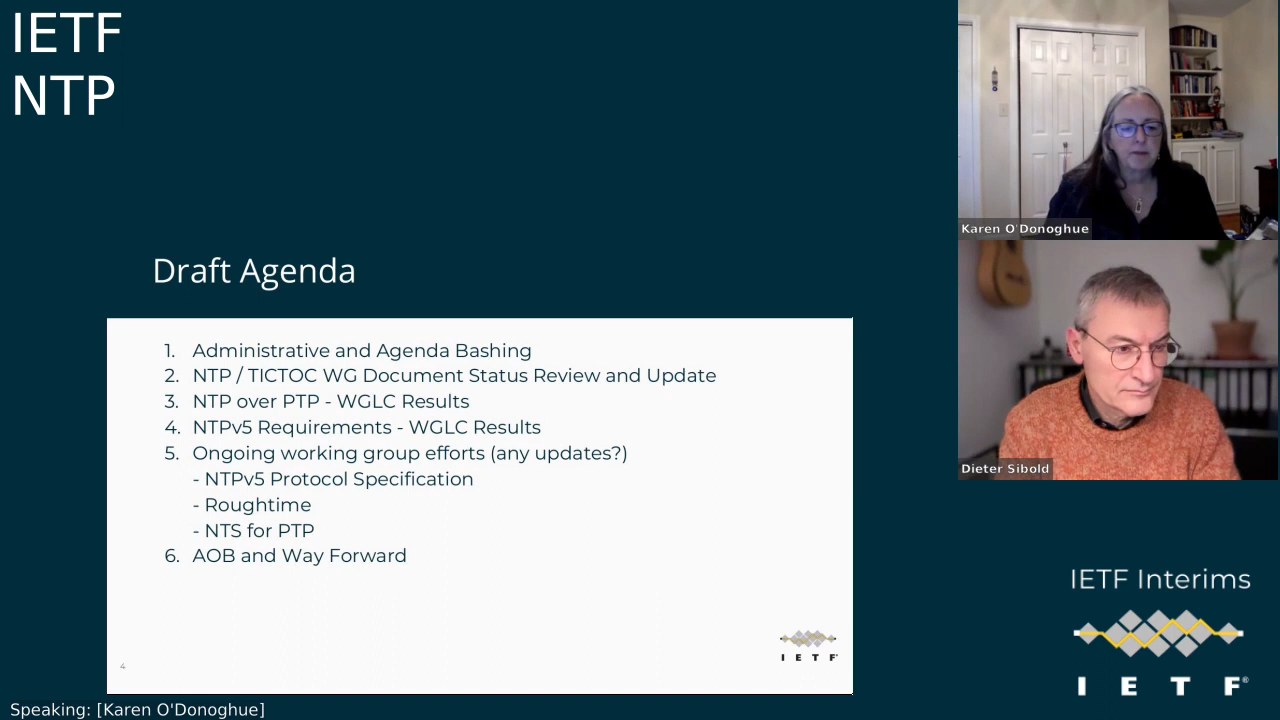 IETF
NTP
Karen O'Donoghue
Draft Agenda
1. Administrative and Agenda Bashing
2. NTP / TICTOC WG Document Status Review and Update
3. NTP over PTP - WGLC Results
4. NTPv5 Requirements - WGLC Results
5. Ongoing working group efforts (any updates?)
- NTPv5 Protocol Specification
- Roughtime
- NTS for PTP
6. AOB and Way Forward
I E T F
4
Dieter Sibold
IETF Interims
I E T F®
Speaking: [Karen O'Donoghue]